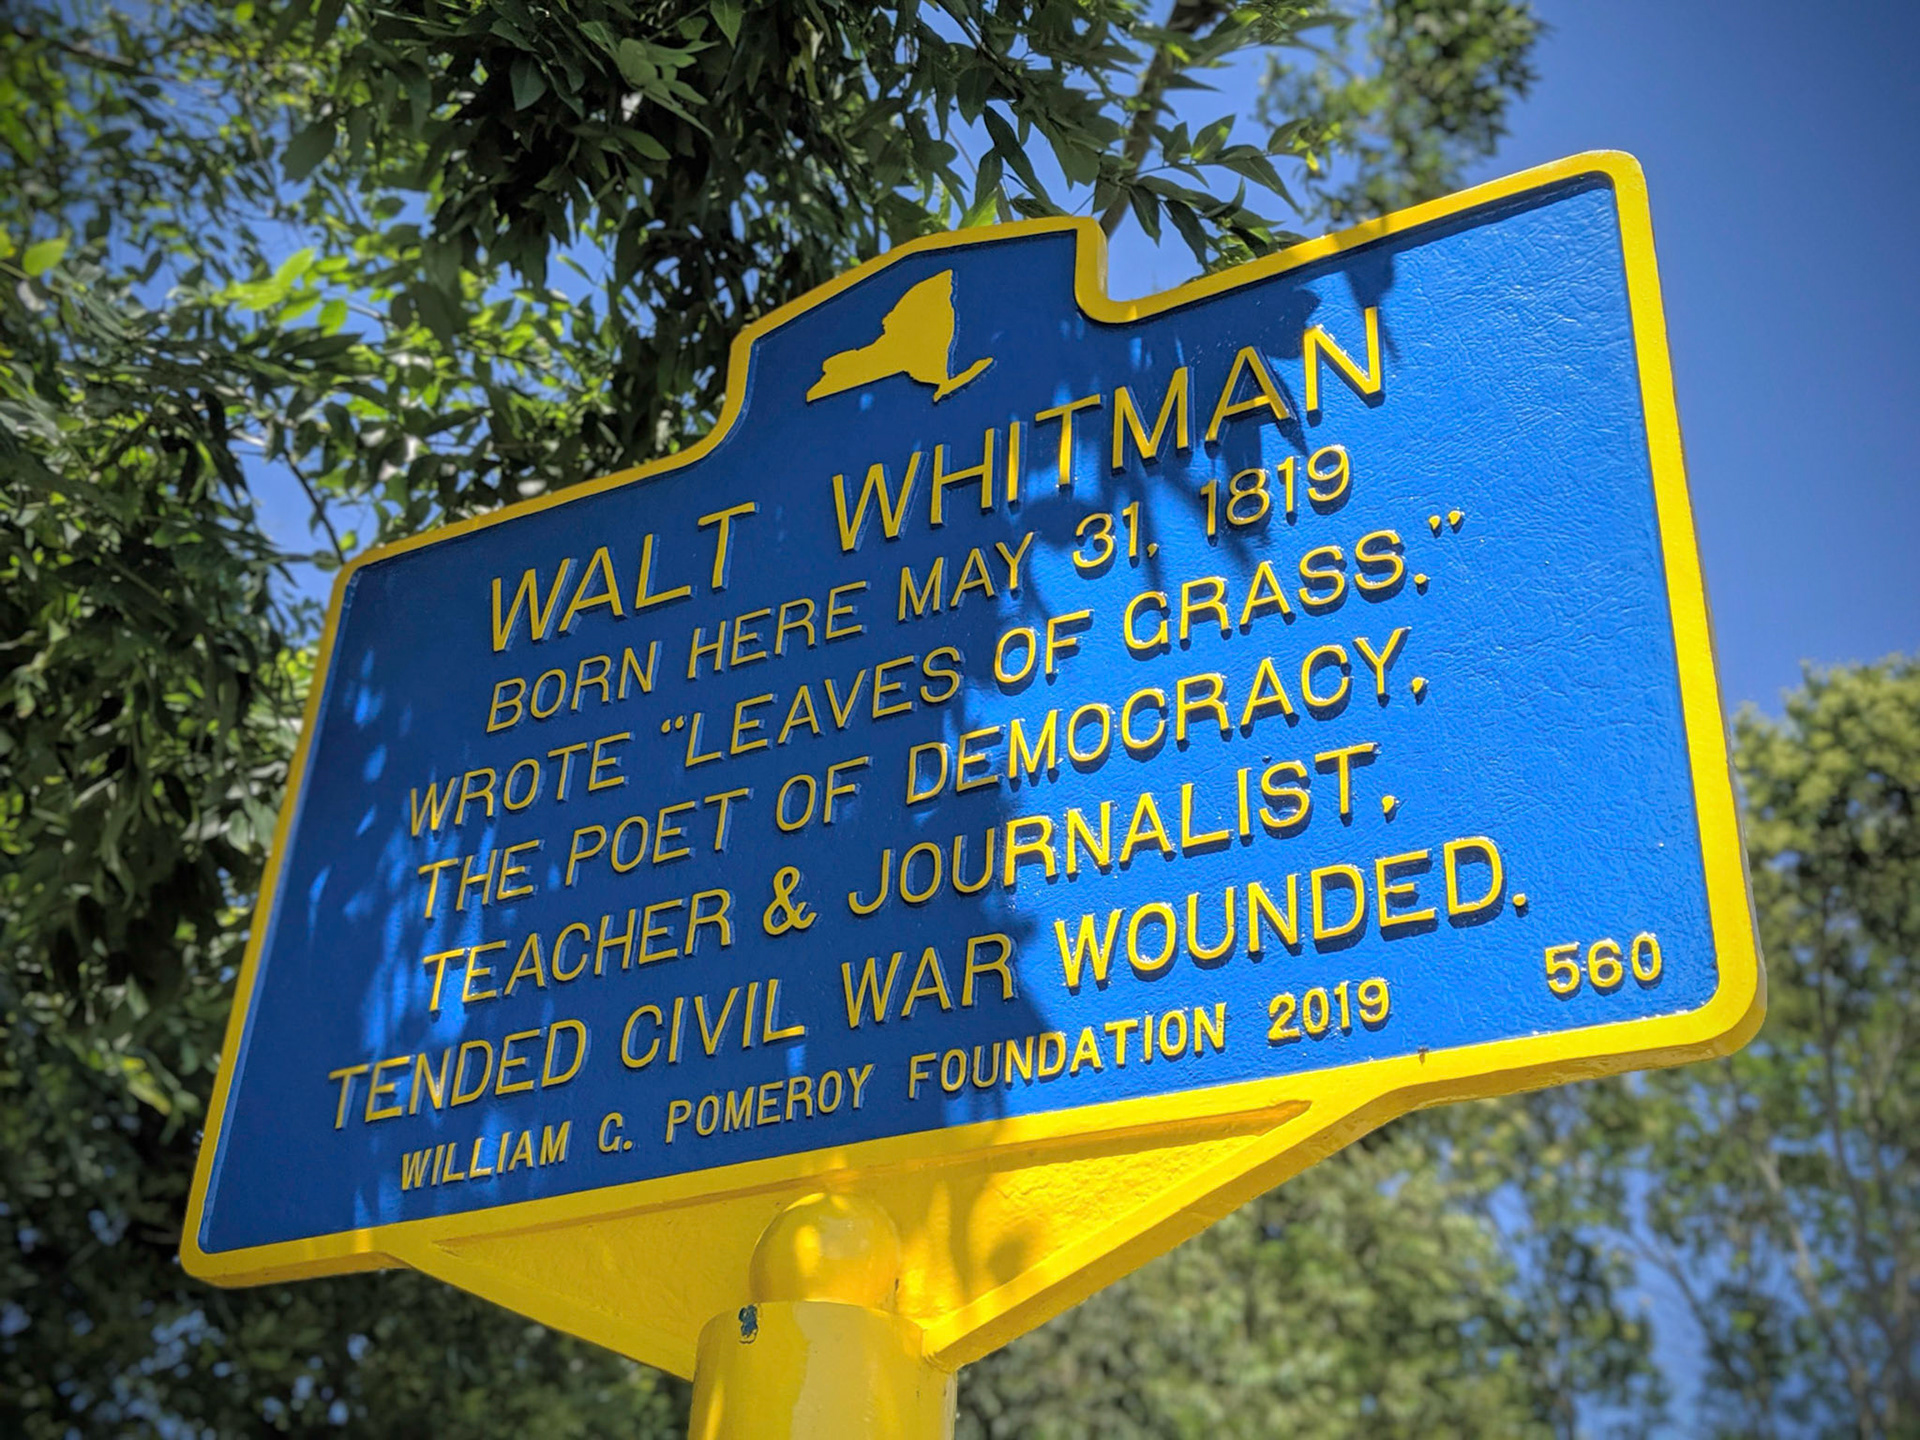 WALT WHITMAN
BORN HERE MAY 31, 1819
WROTE “LEAVES OF GRASS.”
THE POET OF DEMOCRACY,
TEACHER & JOURNALIST,
TENDED CIVIL WAR WOUNDED.
WILLIAM G. POMEROY FOUNDATION 2019 560